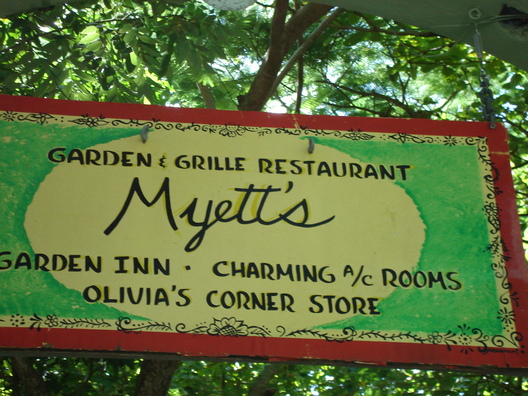 GARDEN & GRILLE RESTAURANT
Myett's
GARDEN INN · CHARMING A/C ROOMS
OLIVIA'S CORNER STORE